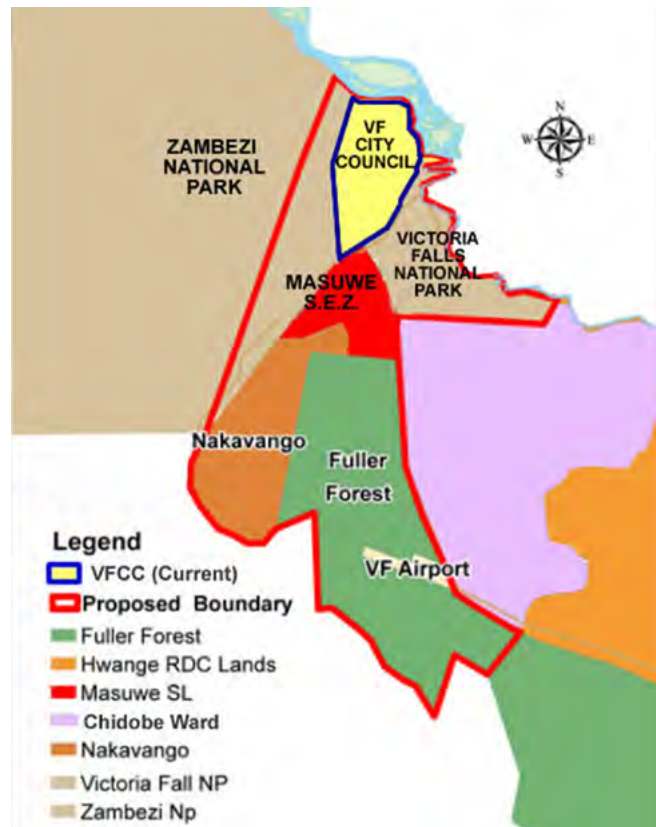 ZAMBEZI
NATIONAL
PARK
VF
CITY
COUNCIL
N
W
E
S
VICTORIA
FALLS
NATIONAL
PARK
MASUWE
S.E.Z.
Nakavango
Fuller
Forest
VF Airport
Legend
VFCC (Current)
Proposed Boundary
Fuller Forest
Hwange RDC Lands
Masuwe SL
Chidobe Ward
Nakavango
Victoria Fall NP
Zambezi Np